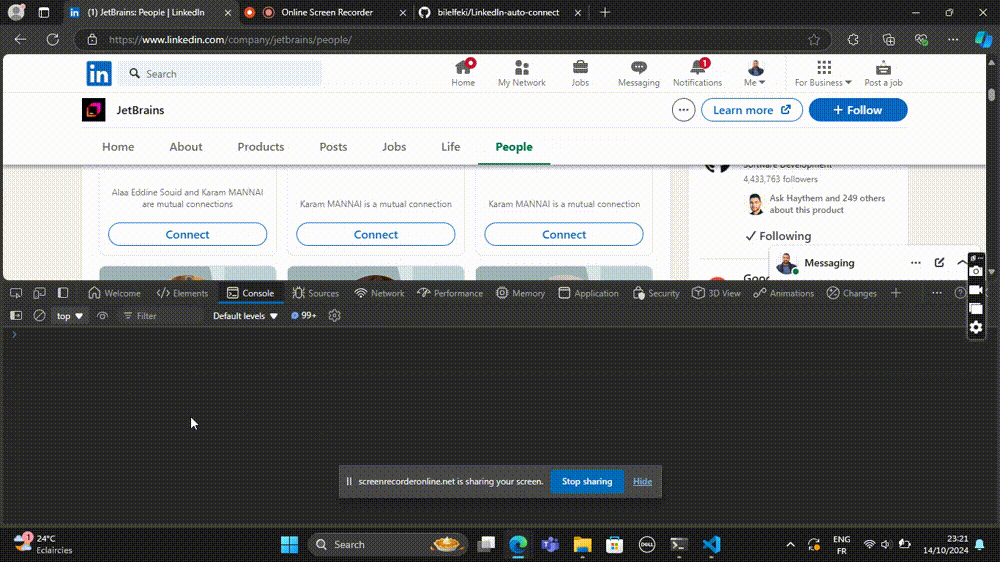 (1) JetBrains: People | LinkedIn
Online Screen Recorder
bilelfeki/LinkedIn-auto-connect
https://www.linkedin.com/company/jetbrains/people/
in
Search
Home
My Network
Jobs
Messaging
1
Notifications
Me
For Business
Post a job
JetBrains
Learn more
Follow
Home
About
Products
Posts
Jobs
Life
People
Software Development
4,433,763 followers
Alaa Eddine Souid and Karam MANNAI
are mutual connections
Karam MANNAI is a mutual connection
Karam MANNAI is a mutual connection
Ask Haythem and 249 others
about this product
Connect
Connect
Connect
Following
Messaging
Goo
Welcome
Elements
Console
Sources
Network
Performance
Memory
Application
Security
3D View
Animations
Changes
top
Filter
Default levels
99+
screenrecorderonline.net is sharing your screen.
Stop sharing
Hide
1
24°C
Eclaircies
Search
DELL
ENG
FR
23:21
14/10/2024